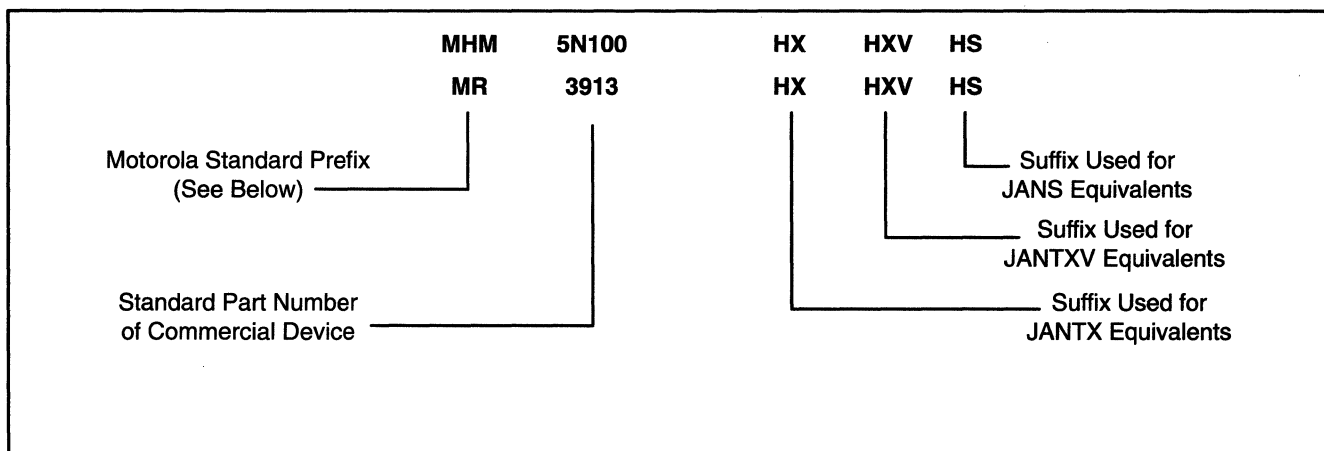 MHM 5N100 HX HXV HS
MR 3913 HX HXV HS
Motorola Standard Prefix
(See Below)
Suffix Used for
JANS Equivalents
Suffix Used for
JANTXV Equivalents
Standard Part Number
of Commercial Device
Suffix Used for
JANTX Equivalents